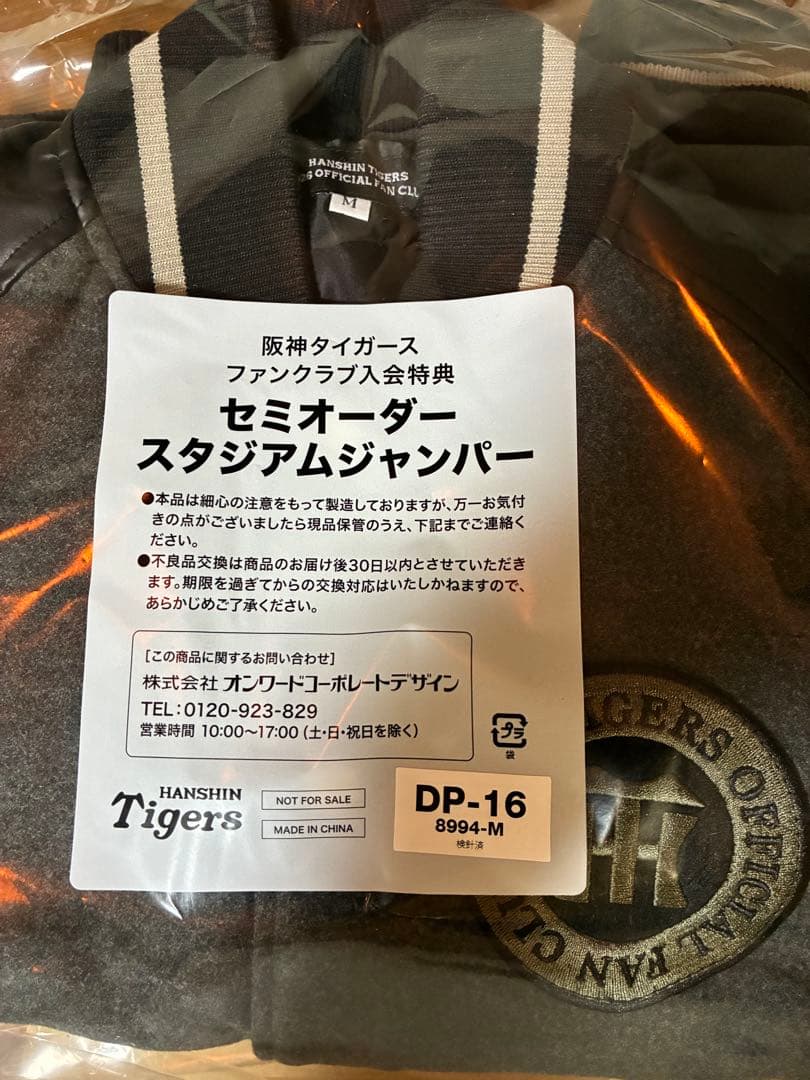 HANSHIN TIGERS
OFFICIAL FAN CLU
M
阪神タイガース
ファンクラブ入会特典
セミオーダー
スタジアムジャンパー
●本品は細心の注意をもって製造しておりますが、万一お気付
きの点がございましたら現品保管のうえ、下記までご連絡く
ださい。
●不良品交換は商品のお届け後30日以内とさせていただき
ます。期限を過ぎてからの交換対応はいたしかねますので、
あらかじめご了承ください。
[この商品に関するお問い合わせ]
株式会社 オンワードコーポレートデザイン
TEL:0120-923-829
営業時間 10:00〜17:00 (土・日・祝日を除く)
プラ
袋
HANSHIN
Tigers
NOT FOR SALE
MADE IN CHINA
DP-16
8994-M
検針済
TIGERS OFFICIAL FAN CLU